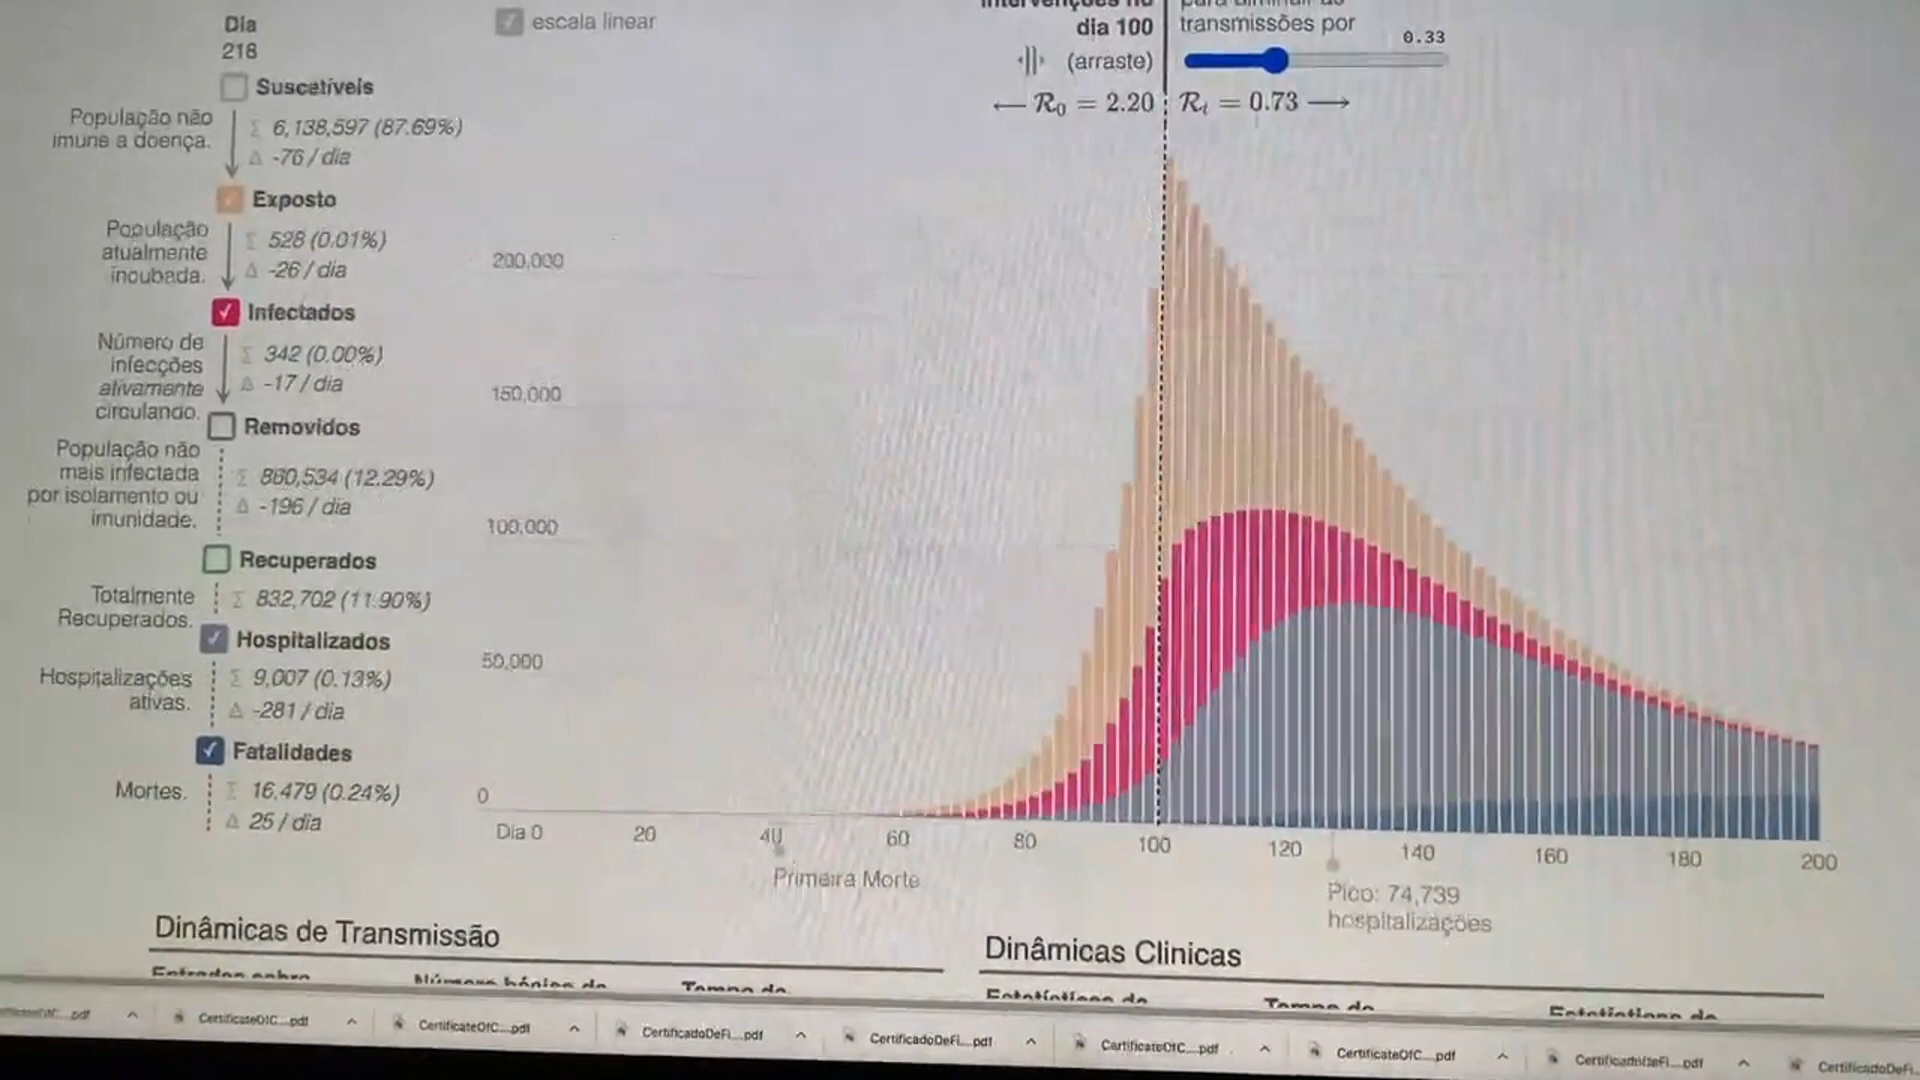 Dia
218
escala linear
dia 100
(arraste)
transmissões por
0.33
← R0 = 2.20
Rt = 0.73 →
Suscetíveis
População não
imune a doença.
Σ 6,138,597 (87.69%)
Δ -76 / dia
Exposto
População
atualmente
incubada.
Σ 528 (0.01%)
Δ -26 / dia
Infectados
Número de
infecções
ativamente
circulando.
Σ 342 (0.00%)
Δ -17 / dia
Removidos
População não
mais infectada
por isolamento ou
imunidade.
Σ 860,534 (12.29%)
Δ -196 / dia
Recuperados
Totalmente
Recuperados.
Σ 832,702 (11.90%)
Hospitalizados
Hospitalizações
ativas.
Σ 9,007 (0.13%)
Δ -281 / dia
Fatalidades
Mortes.
Σ 16,479 (0.24%)
Δ 25 / dia
200,000
150,000
100,000
50,000
0
Dia 0 20 40 60 80 100 120 140 160 180 200
Primeira Morte
Pico: 74,739
hospitalizações
Dinâmicas de Transmissão
Dinâmicas Clinicas
CertificateOfC....pdf
CertificateOfC....pdf
CertificadoDeFi....pdf
CertificadoDeFi....pdf
CertificateOfC....pdf
CertificateOfC....pdf
CertificadoDeFi....pdf
CertificadoDeFi...